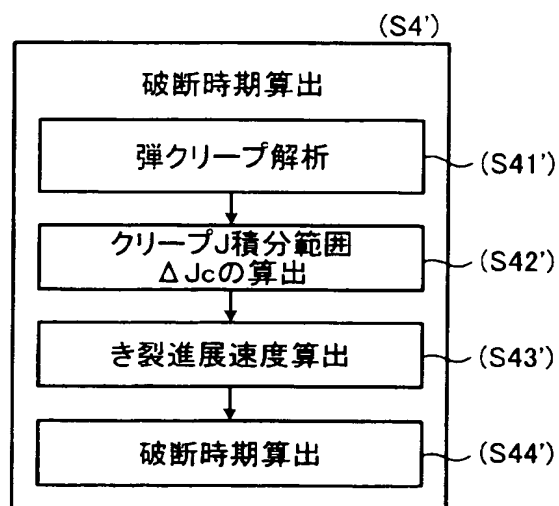 (S4')
破断時期算出
弾クリープ解析
(S41')
クリープJ積分範囲
ΔJcの算出
(S42')
き裂進展速度算出
(S43')
破断時期算出
(S44')